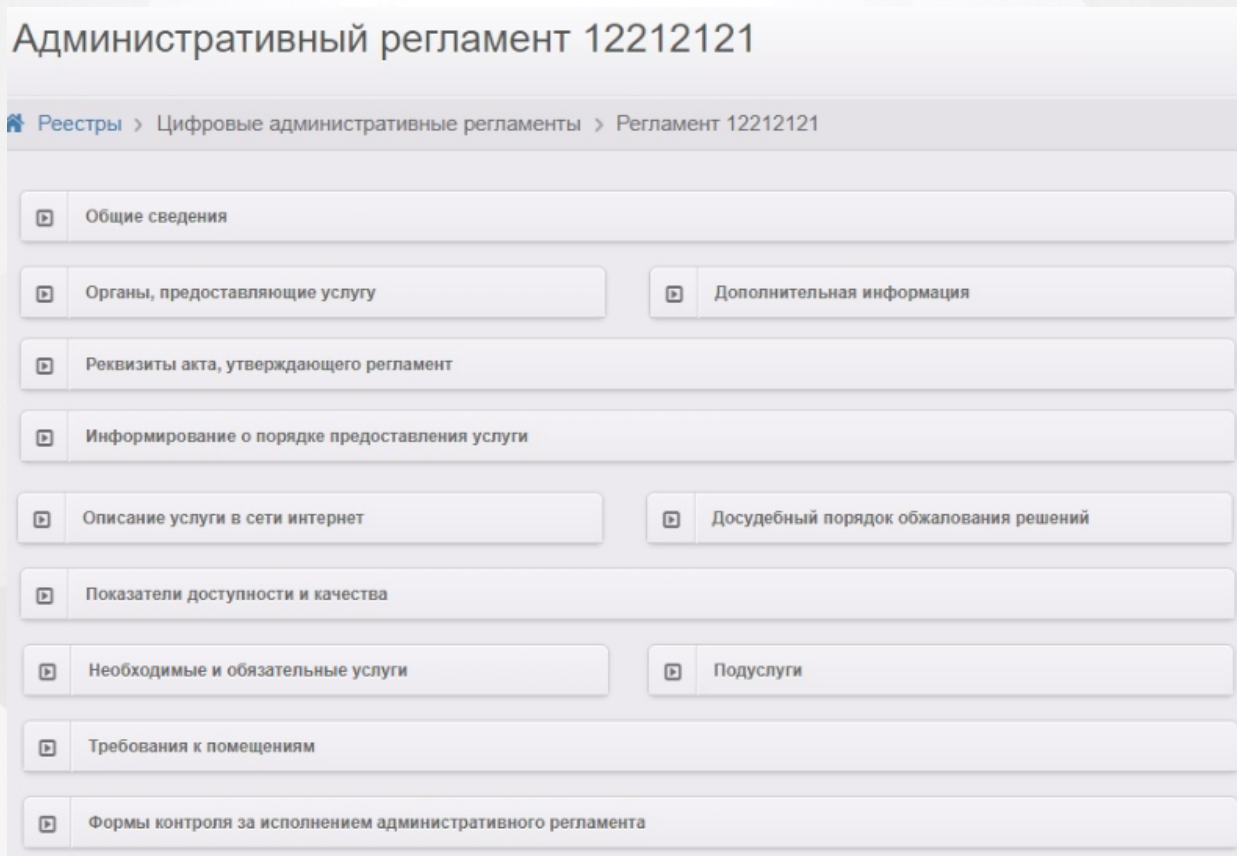 Административный регламент 12212121
Реестры > Цифровые административные регламенты > Регламент 12212121
Общие сведения
Органы, предоставляющие услугу
Дополнительная информация
Реквизиты акта, утверждающего регламент
Информирование о порядке предоставления услуги
Описание услуги в сети интернет
Досудебный порядок обжалования решений
Показатели доступности и качества
Необходимые и обязательные услуги
Подуслуги
Требования к помещениям
Формы контроля за исполнением административного регламента